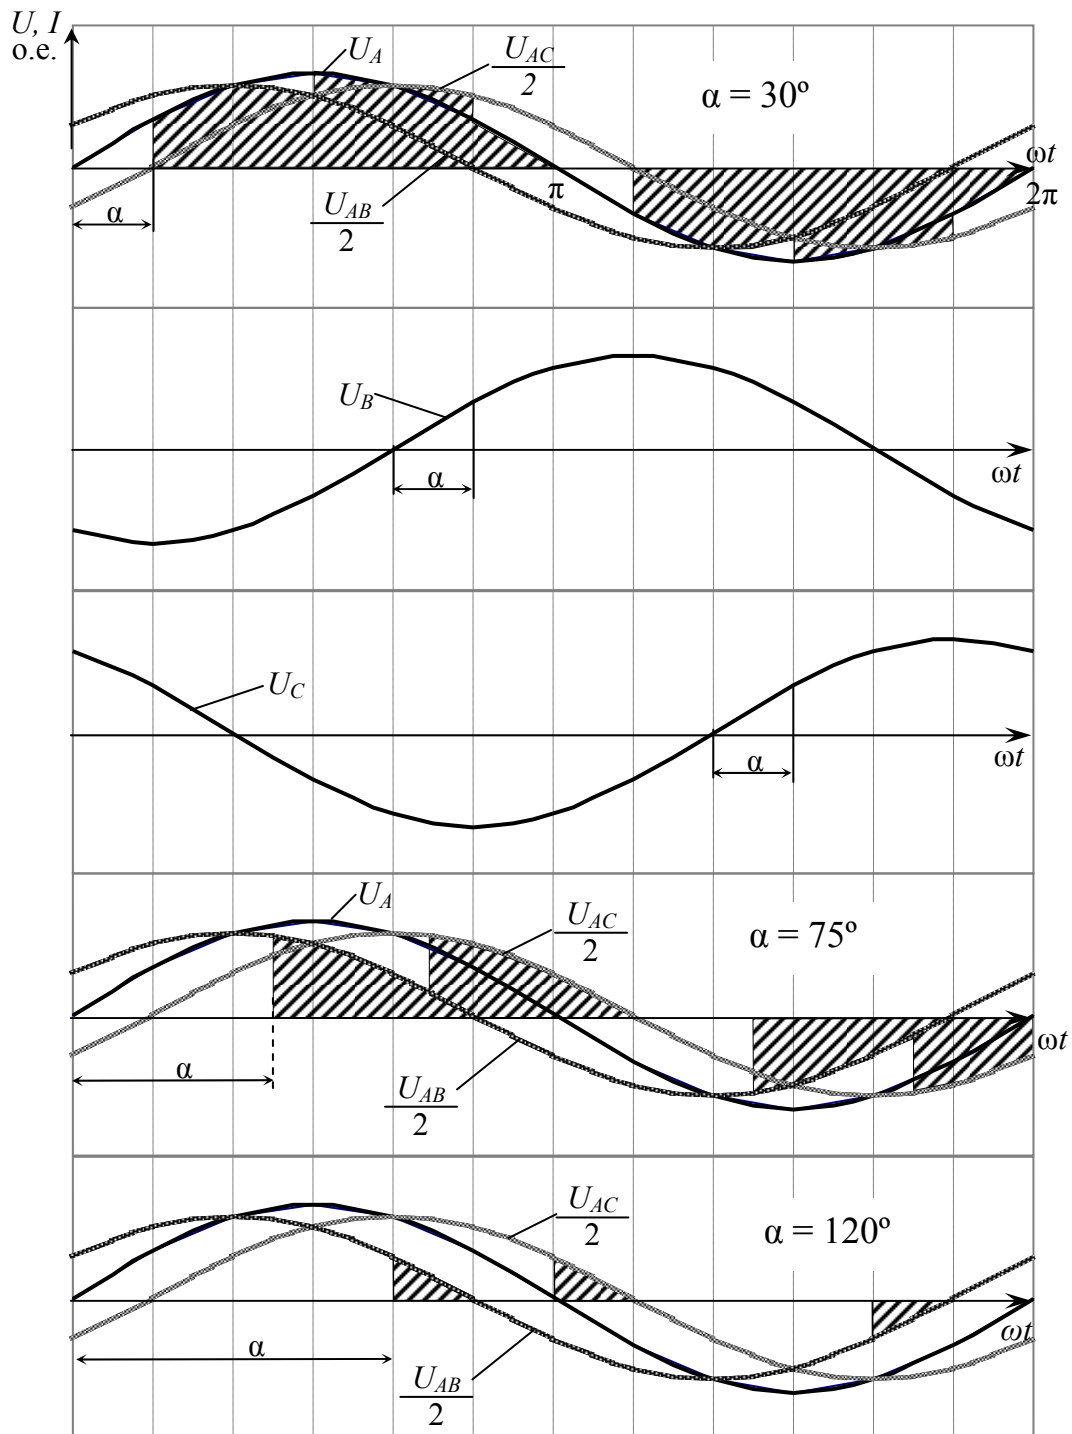 U, I
o.e.
U_A
U_AC
2
α = 30º
ωt
2π
π
α
U_AB
2
U_B
α
ωt
U_C
α
ωt
U_A
U_AC
2
α = 75º
ωt
α
U_AB
2
U_AC
2
α = 120º
ωt
α
U_AB
2